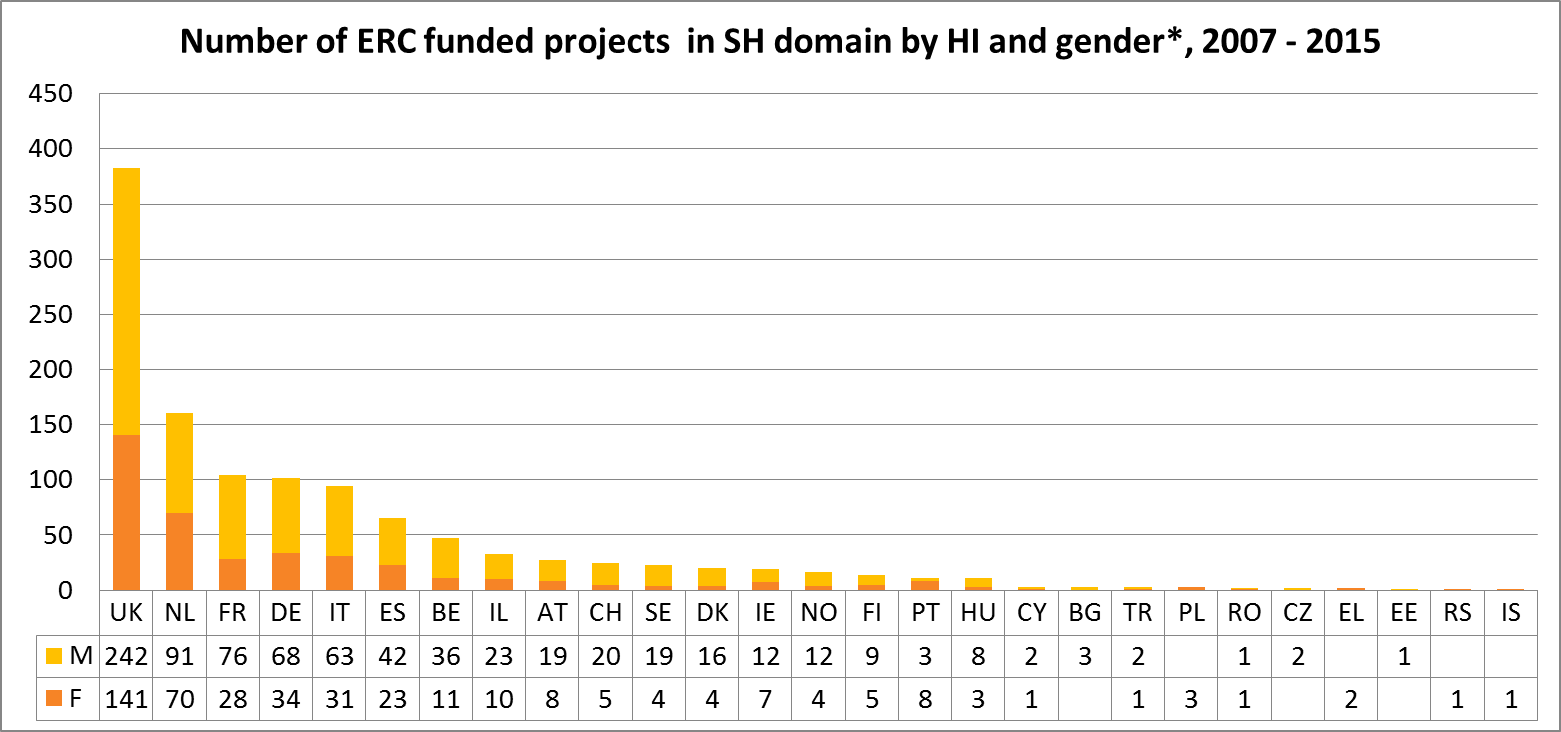 Number of ERC funded projects in SH domain by HI and gender*, 2007 - 2015
450
400
350
300
250
200
150
100
50
0
UK NL FR DE IT ES BE IL AT CH SE DK IE NO FI PT HU CY BG TR PL RO CZ EL EE RS IS
M 242 91 76 68 63 42 36 23 19 20 19 16 12 12 9 3 8 2 3 2 1 2 1
F 141 70 28 34 31 23 11 10 8 5 4 4 7 4 5 8 3 1 1 3 1 2 1 1